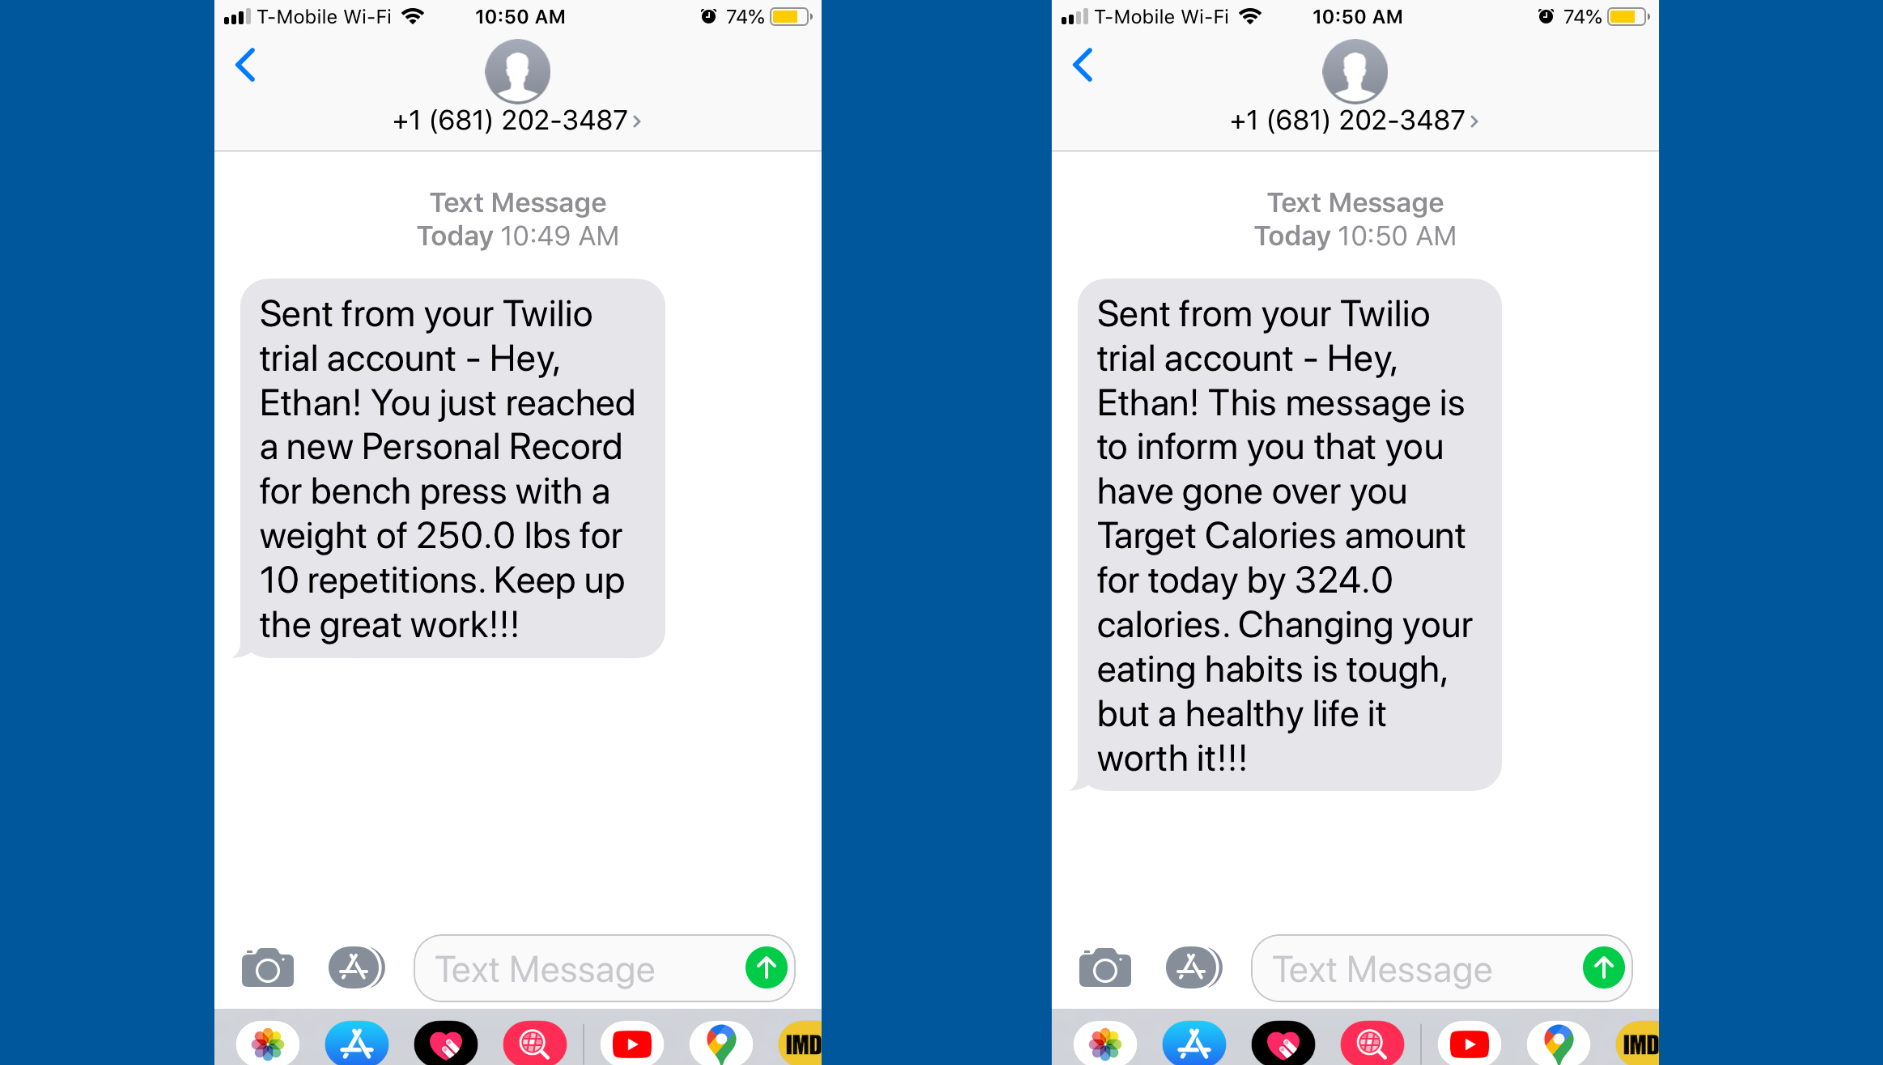 T-Mobile Wi-Fi 10:50 AM 74%
+1 (681) 202-3487
Text Message
Today 10:49 AM
Sent from your Twilio
trial account - Hey,
Ethan! You just reached
a new Personal Record
for bench press with a
weight of 250.0 lbs for
10 repetitions. Keep up
the great work!!!
Text Message
IMD
T-Mobile Wi-Fi 10:50 AM 74%
+1 (681) 202-3487
Text Message
Today 10:50 AM
Sent from your Twilio
trial account - Hey,
Ethan! This message is
to inform you that you
have gone over you
Target Calories amount
for today by 324.0
calories. Changing your
eating habits is tough,
but a healthy life it
worth it!!!
Text Message
IMD